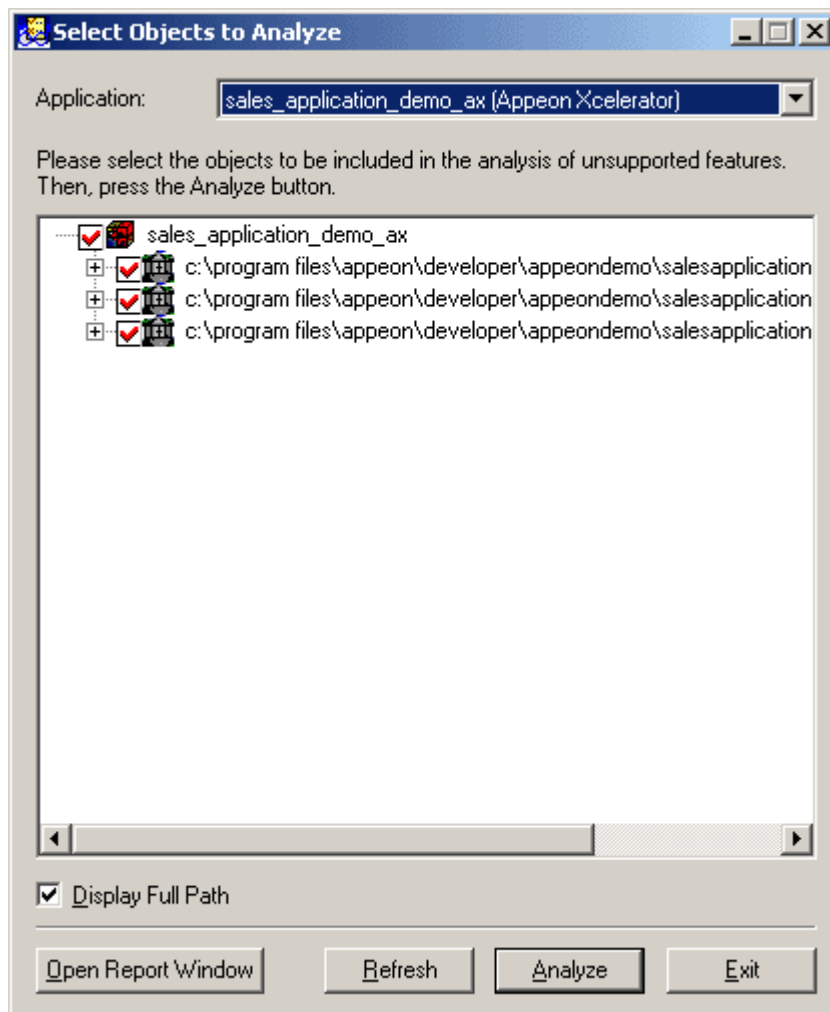 Select Objects to Analyze
Application: sales_application_demo_ax (Appeon Xcelerator)
Please select the objects to be included in the analysis of unsupported features.
Then, press the Analyze button.
sales_application_demo_ax
c:\program files\appeon\developer\appeondemo\salesapplication
c:\program files\appeon\developer\appeondemo\salesapplication
c:\program files\appeon\developer\appeondemo\salesapplication
Display Full Path
Open Report Window Refresh Analyze Exit